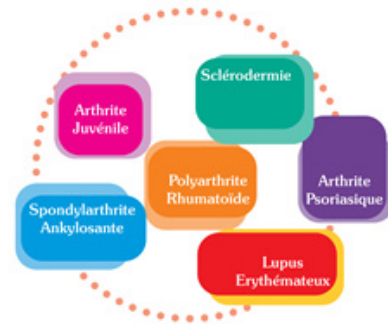 Sclérodermie
Arthrite
Juvénile
Polyarthrite
Rhumatoïde
Arthrite
Psoriasique
Spondylarthrite
Ankylosante
Lupus
Erythémateux